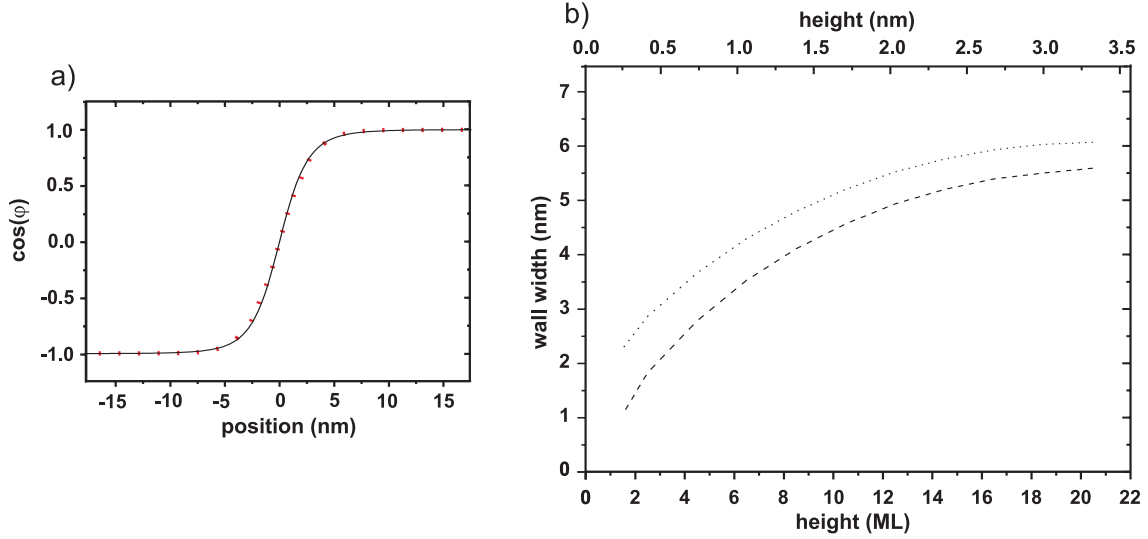 a)
1.0
0.5
0.0
-0.5
-1.0
cos(φ)
-15 -10 -5 0 5 10 15
position (nm)
b)
height (nm)
0.0 0.5 1.0 1.5 2.0 2.5 3.0 3.5
7
6
5
4
3
2
1
0
wall width (nm)
0 2 4 6 8 10 12 14 16 18 20 22
height (ML)